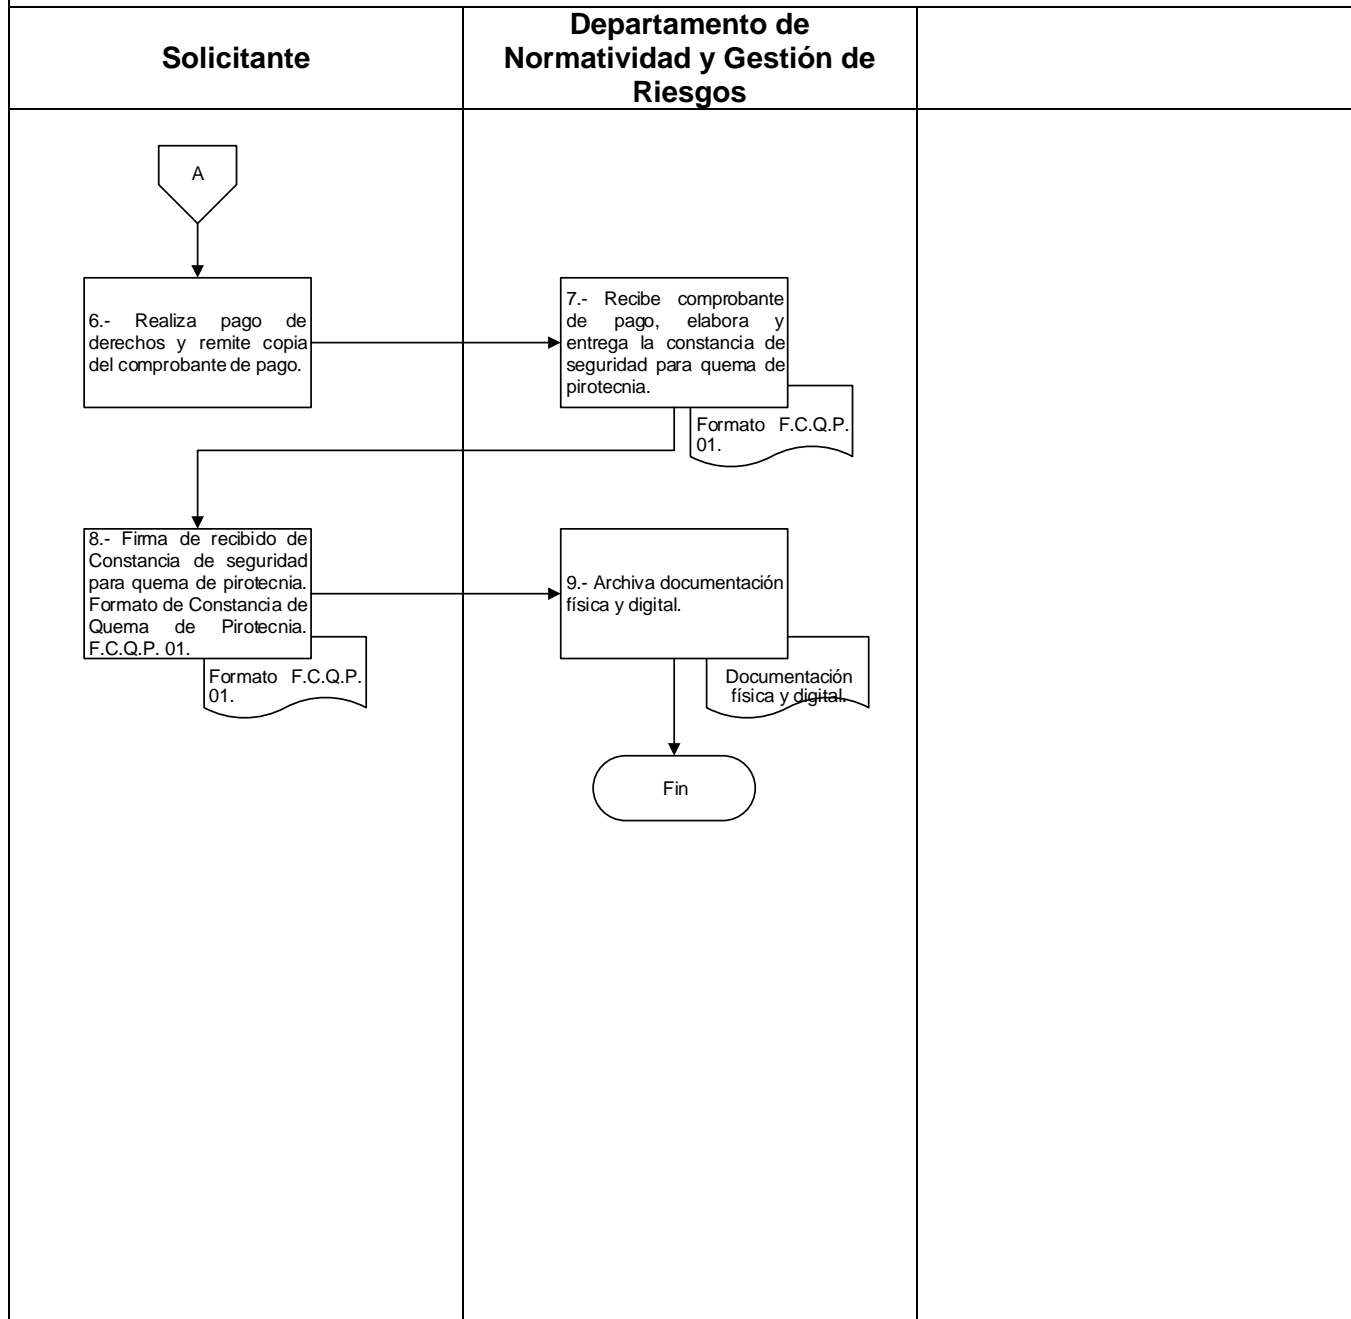 Solicitante
Departamento de
Normatividad y Gestión de
Riesgos
A
6.- Realiza pago de
derechos y remite copia
del comprobante de pago.
7.- Recibe comprobante
de pago, elabora y
entrega la constancia de
seguridad para quema de
pirotecnia.
Formato F.C.Q.P.
01.
8.- Firma de recibido de
Constancia de seguridad
para quema de pirotecnia.
Formato de Constancia de
Quema de Pirotecnia.
F.C.Q.P. 01.
Formato F.C.Q.P.
01.
9.- Archiva documentación
física y digital.
Documentación
física y digital.
Fin